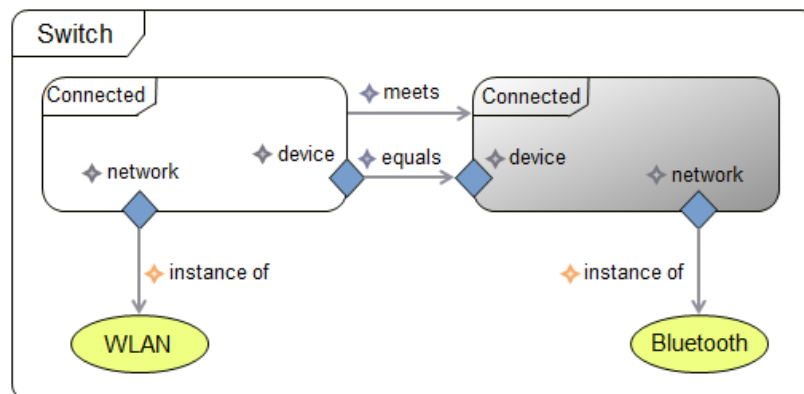 Switch
Connected
meets
Connected
device
equals
device
network
network
instance of
instance of
WLAN
Bluetooth